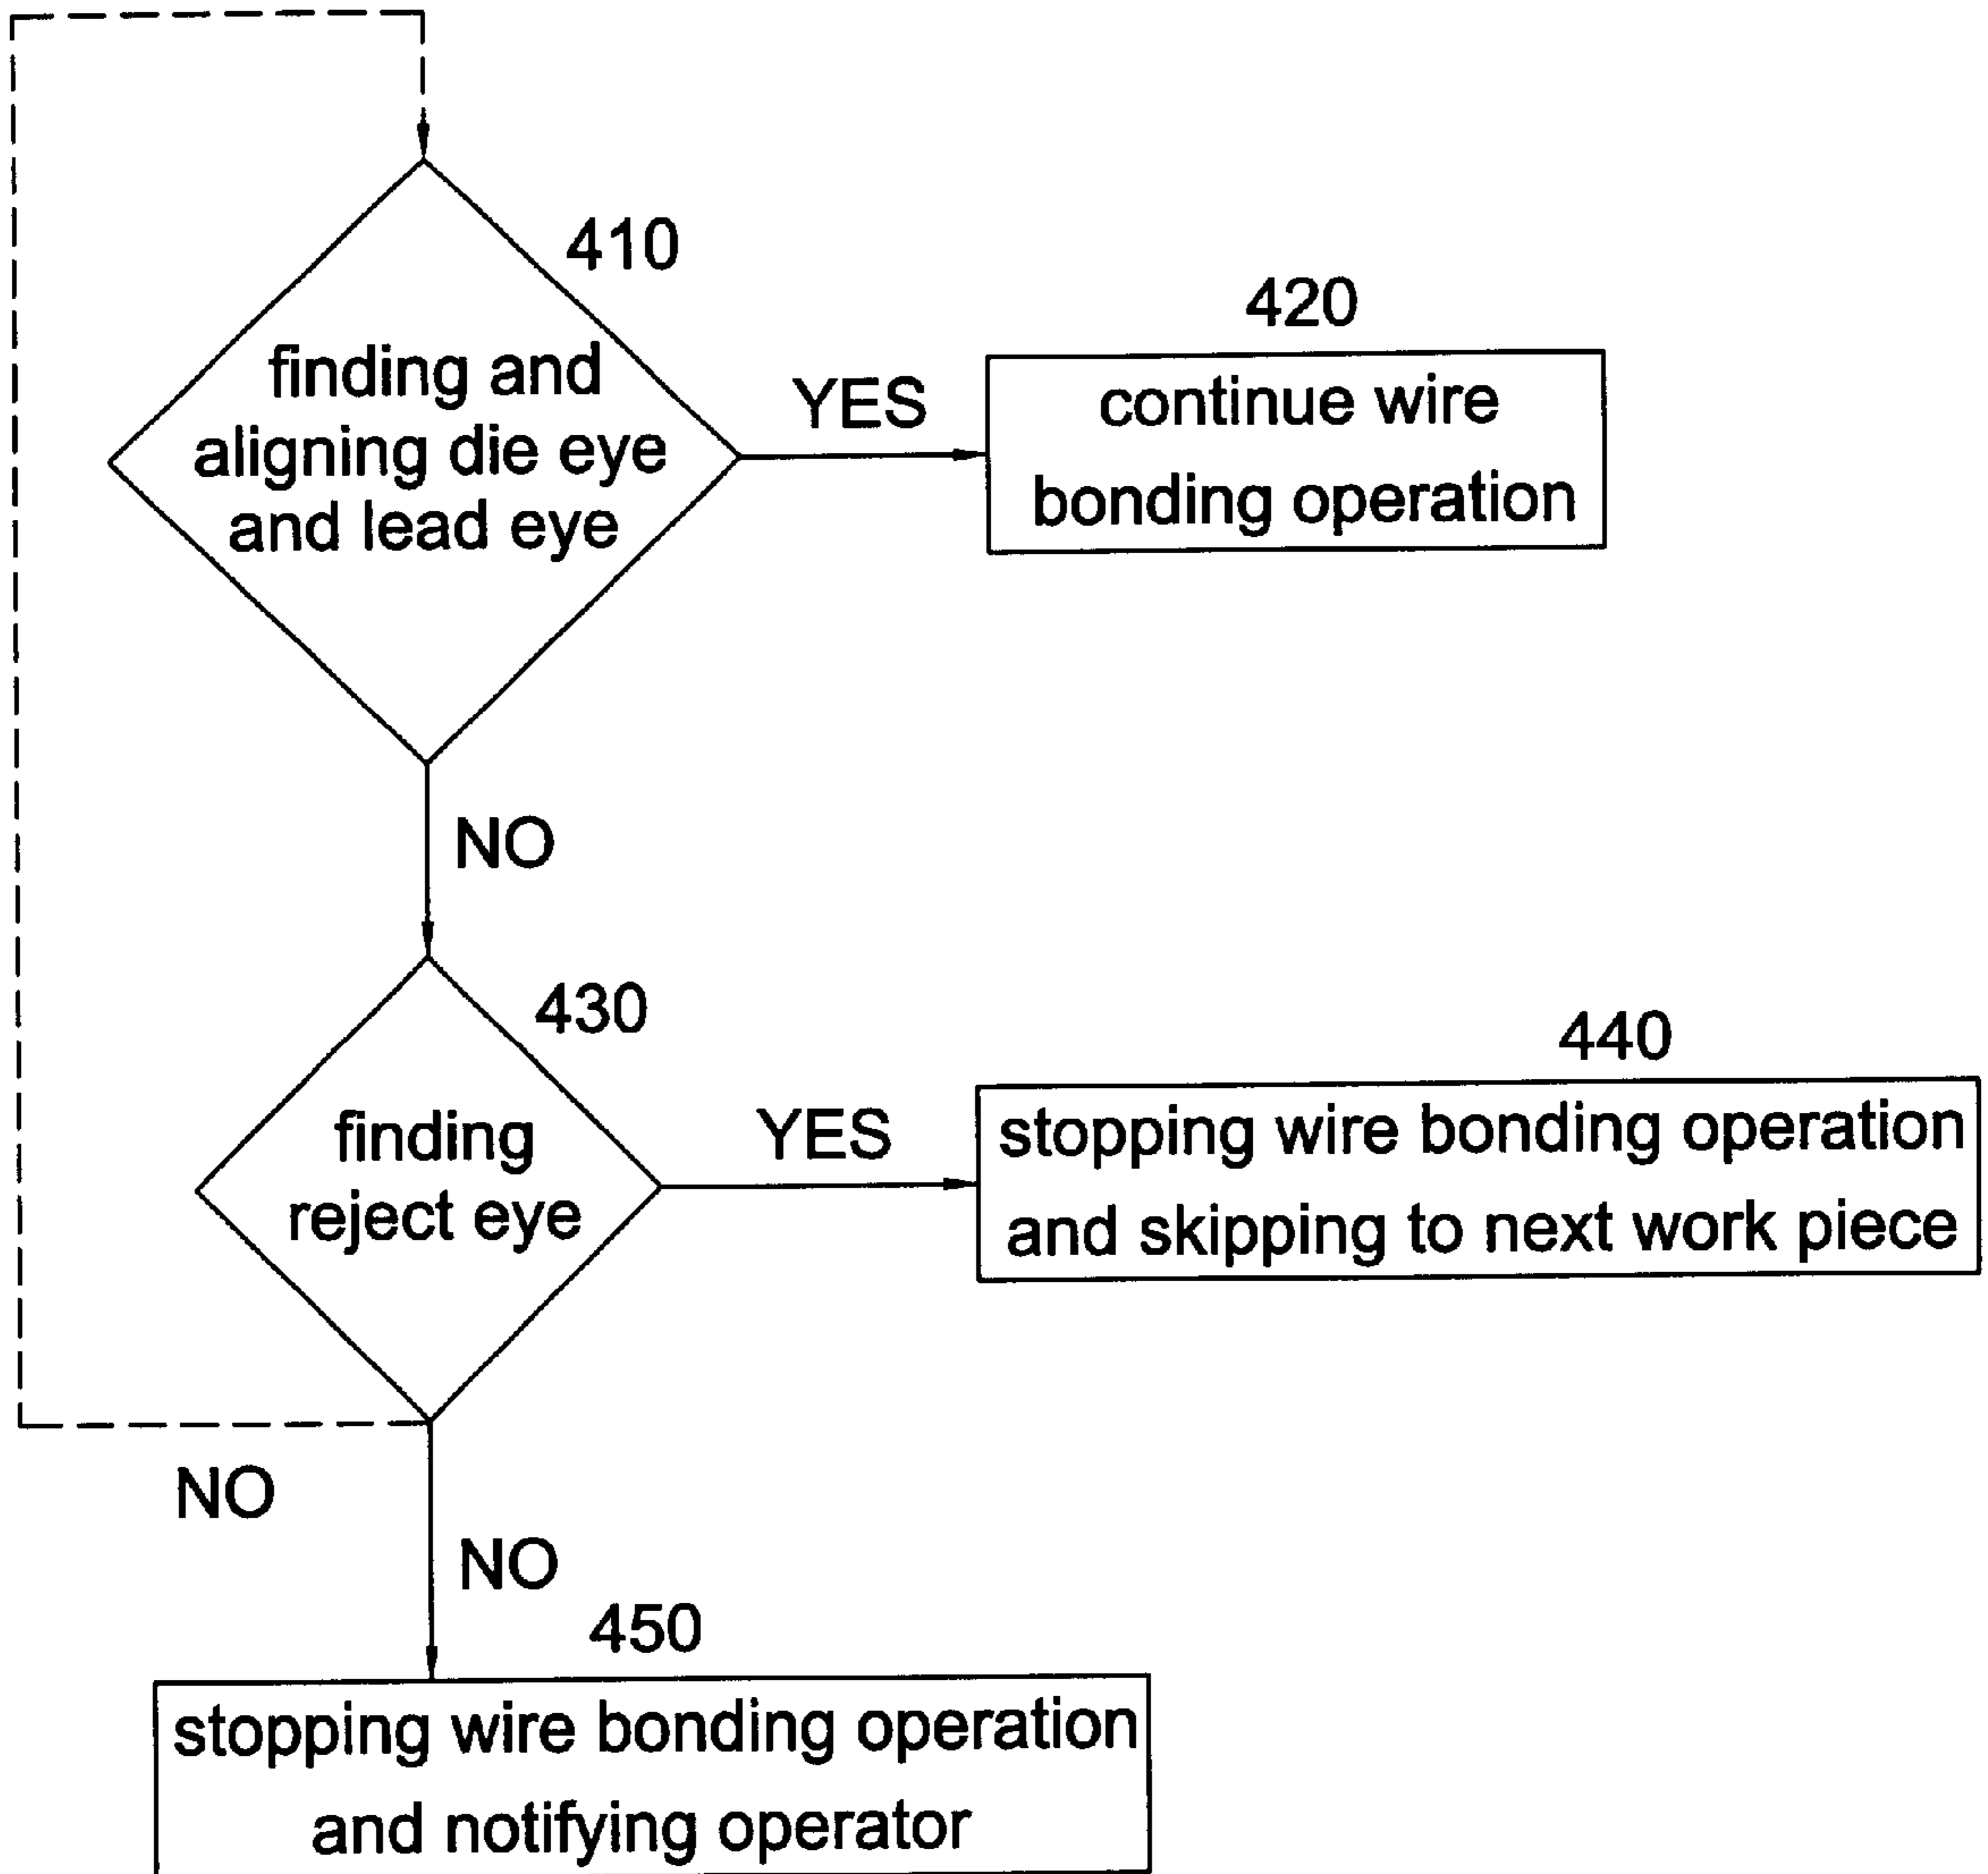 410
finding and
aligning die eye
and lead eye
YES
420
continue wire
bonding operation
NO
430
finding
reject eye
YES
440
stopping wire bonding operation
and skipping to next work piece
NO
NO
450
stopping wire bonding operation
and notifying operator